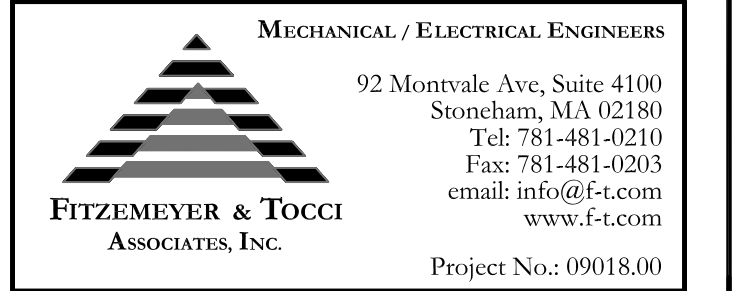 MECHANICAL / ELECTRICAL ENGINEERS
92 Montvale Ave, Suite 4100
Stoneham, MA 02180
Tel: 781-481-0210
Fax: 781-481-0203
email: info@f-t.com
www.f-t.com
Project No.: 09018.00
FITZEMEYER & TOCCI
ASSOCIATES, INC.